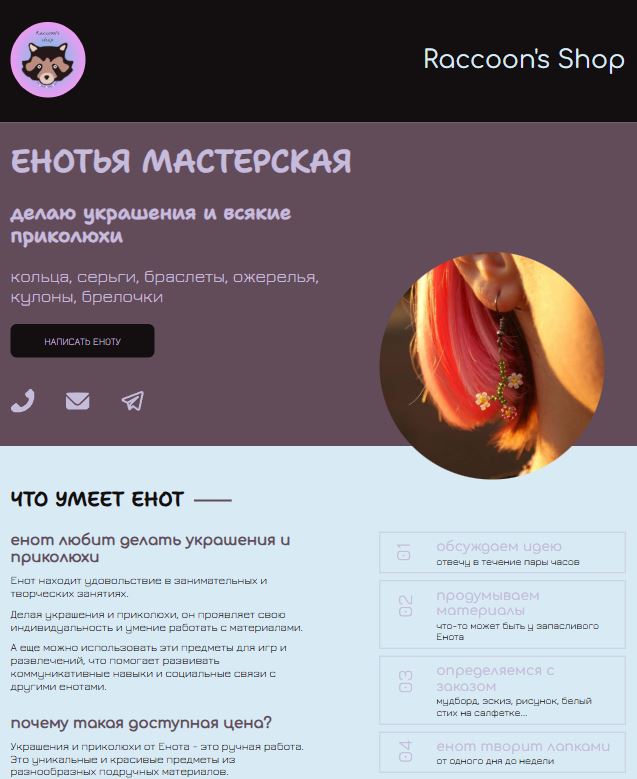 Raccoon's
shop
Raccoon's Shop
ЕНОТЬЯ МАСТЕРСКАЯ
делаю украшения и всякие
приколюхи
кольца, серьги, браслеты, ожерелья,
кулоны, брелочки
НАПИСАТЬ ЕНОТУ
ЧТО УМЕЕТ ЕНОТ
енот любит делать украшения и
приколюхи
Енот находит удовольствие в занимательных и
творческих занятиях.
Делая украшения и приколюхи, он проявляет свою
индивидуальность и умение работать с материалами.
А еще можно использовать эти предметы для игр и
развлечений, что помогает развивать
коммуникативные навыки и социальные связи с
другими енотами.
почему такая доступная цена?
Украшения и приколюхи от Енота - это ручная работа.
Это уникальные и красивые предметы из
разнообразных подручных материалов.
01
обсуждаем идею
отвечу в течение пары часов
02
продумываем
материалы
что-то может быть у запасливого
Енота
03
определяемся с
заказом
мудборд, эскиз, рисунок, белый
стих на салфетке...
04
енот творит лапками
от одного дня до недели